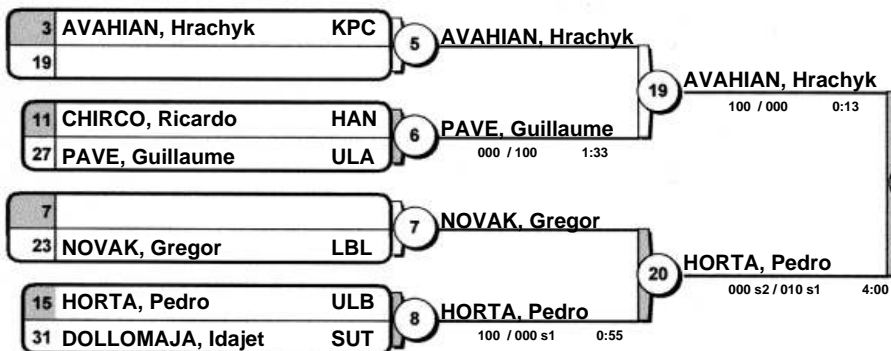 3 AVAHIAN, Hrachyk KPC
19
5
AVAHIAN, Hrachyk
11 CHIRCO, Ricardo HAN
27 PAVE, Guillaume ULA
6
PAVE, Guillaume
000 / 100 1:33
19
AVAHIAN, Hrachyk
100 / 000 0:13
7
23 NOVAK, Gregor LBL
7
NOVAK, Gregor
15 HORTA, Pedro ULB
31 DOLLOMAJA, Idajet SUT
8
HORTA, Pedro
100 / 000 s1 0:55
20
HORTA, Pedro
000 s2 / 010 s1 4:00